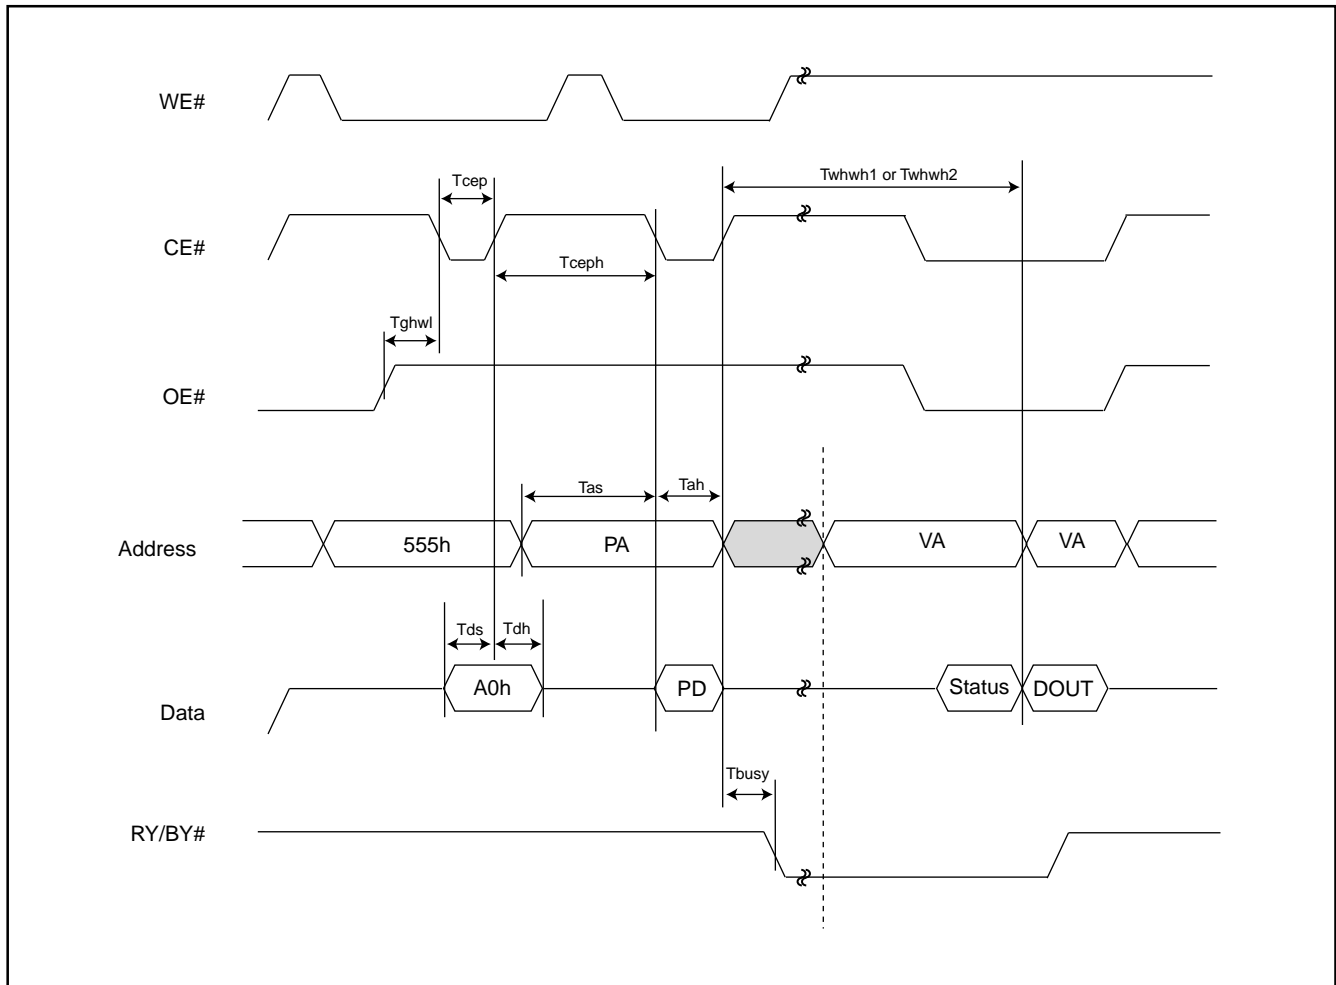 WE#
Tcep
Twhwh1 or Twhwh2
CE#
Tceph
Tghwl
OE#
Tas
Tah
Address
555h
PA
VA
VA
Tds
Tdh
Data
A0h
PD
Status
DOUT
Tbusy
RY/BY#